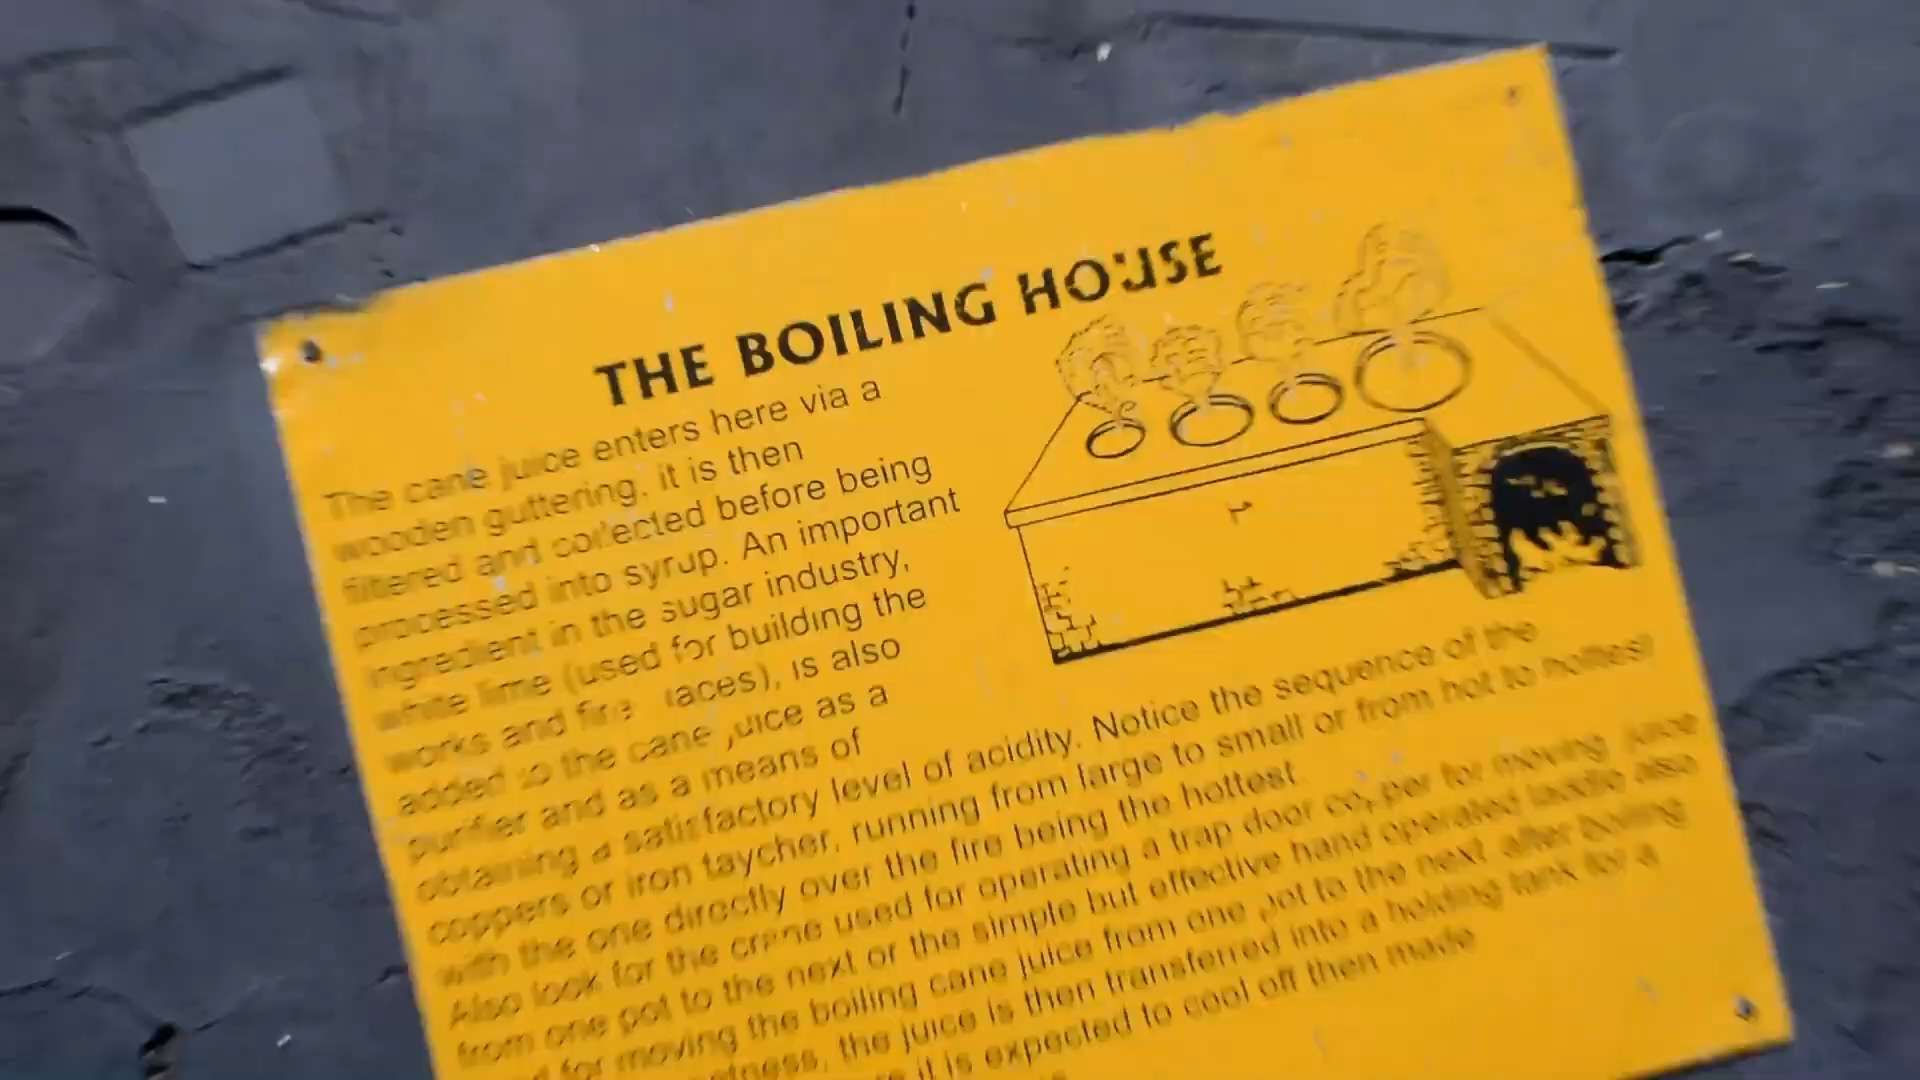 THE BOILING HOUSE
The cane juice enters here via a
wooden guttering, it is then
filtered and collected before being
processed into syrup. An important
ingredient in the sugar industry,
white lime (used for building the
works and fire laces), is also
added to the cane juice as a
purifier and as a means of
obtaining a satisfactory level of acidity. Notice the sequence of the
coppers or iron taycher, running from large to small or from hot to hottest
with the one directly over the fire being the hottest.
Also look for the crane used for operating a trap door copper for moving juice
from one pot to the next or the simple but effective hand operated laddle also
for moving the boiling cane juice from one pot to the next after boiling
the juice is then transferred into a holding tank for a
it is expected to cool off then made